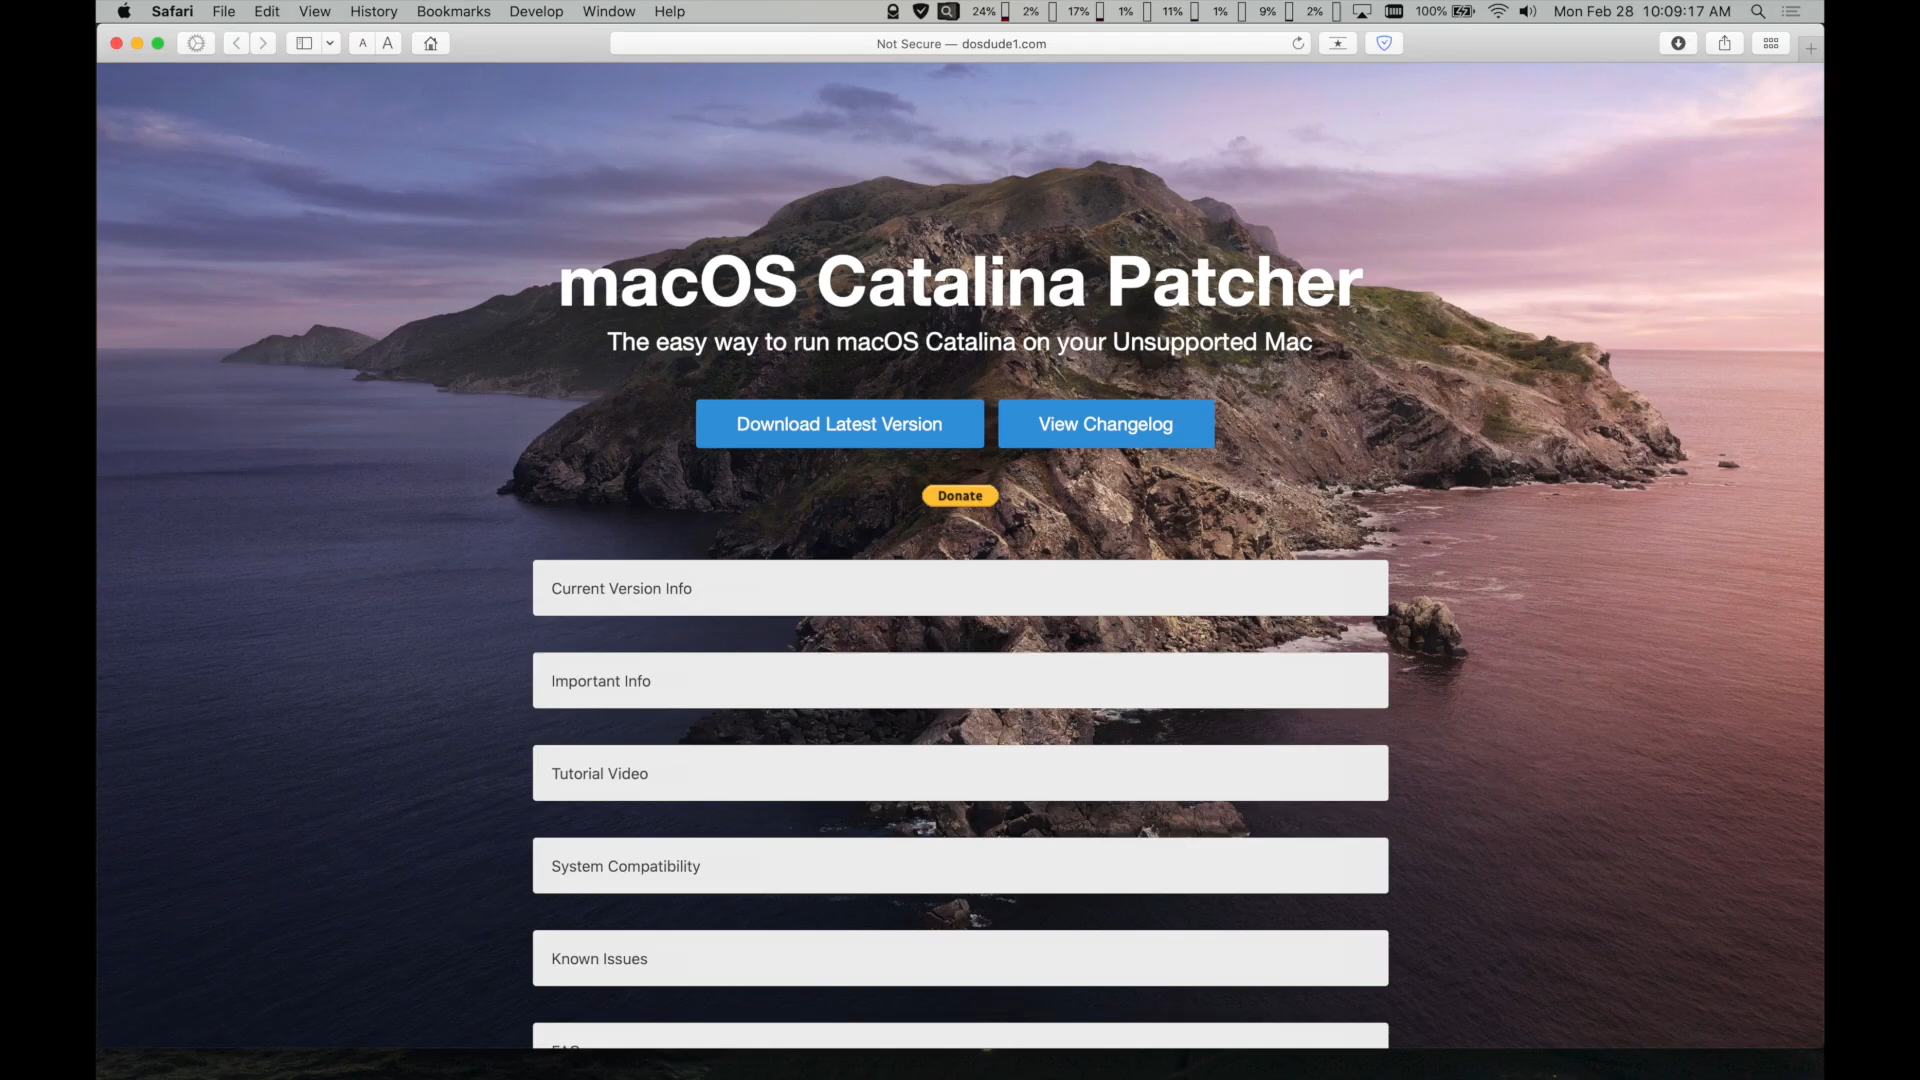 Safari File Edit View History Bookmarks Develop Window Help 24% 2% 17% 1% 11% 1% 9% 2% 100% Mon Feb 28 10:09:17 AM
A A Not Secure — dosdude1.com
macOS Catalina Patcher
The easy way to run macOS Catalina on your Unsupported Mac
Download Latest Version View Changelog
Donate
Current Version Info
Important Info
Tutorial Video
System Compatibility
Known Issues